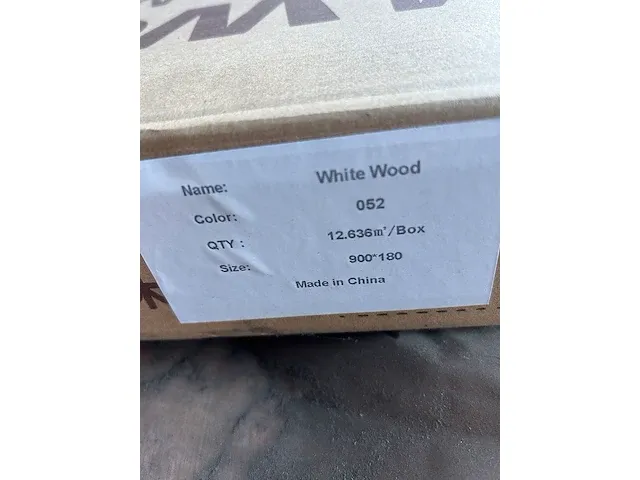 Name: White Wood
Color: 052
QTY : 12.636㎡/Box
Size: 900*180
Made in China